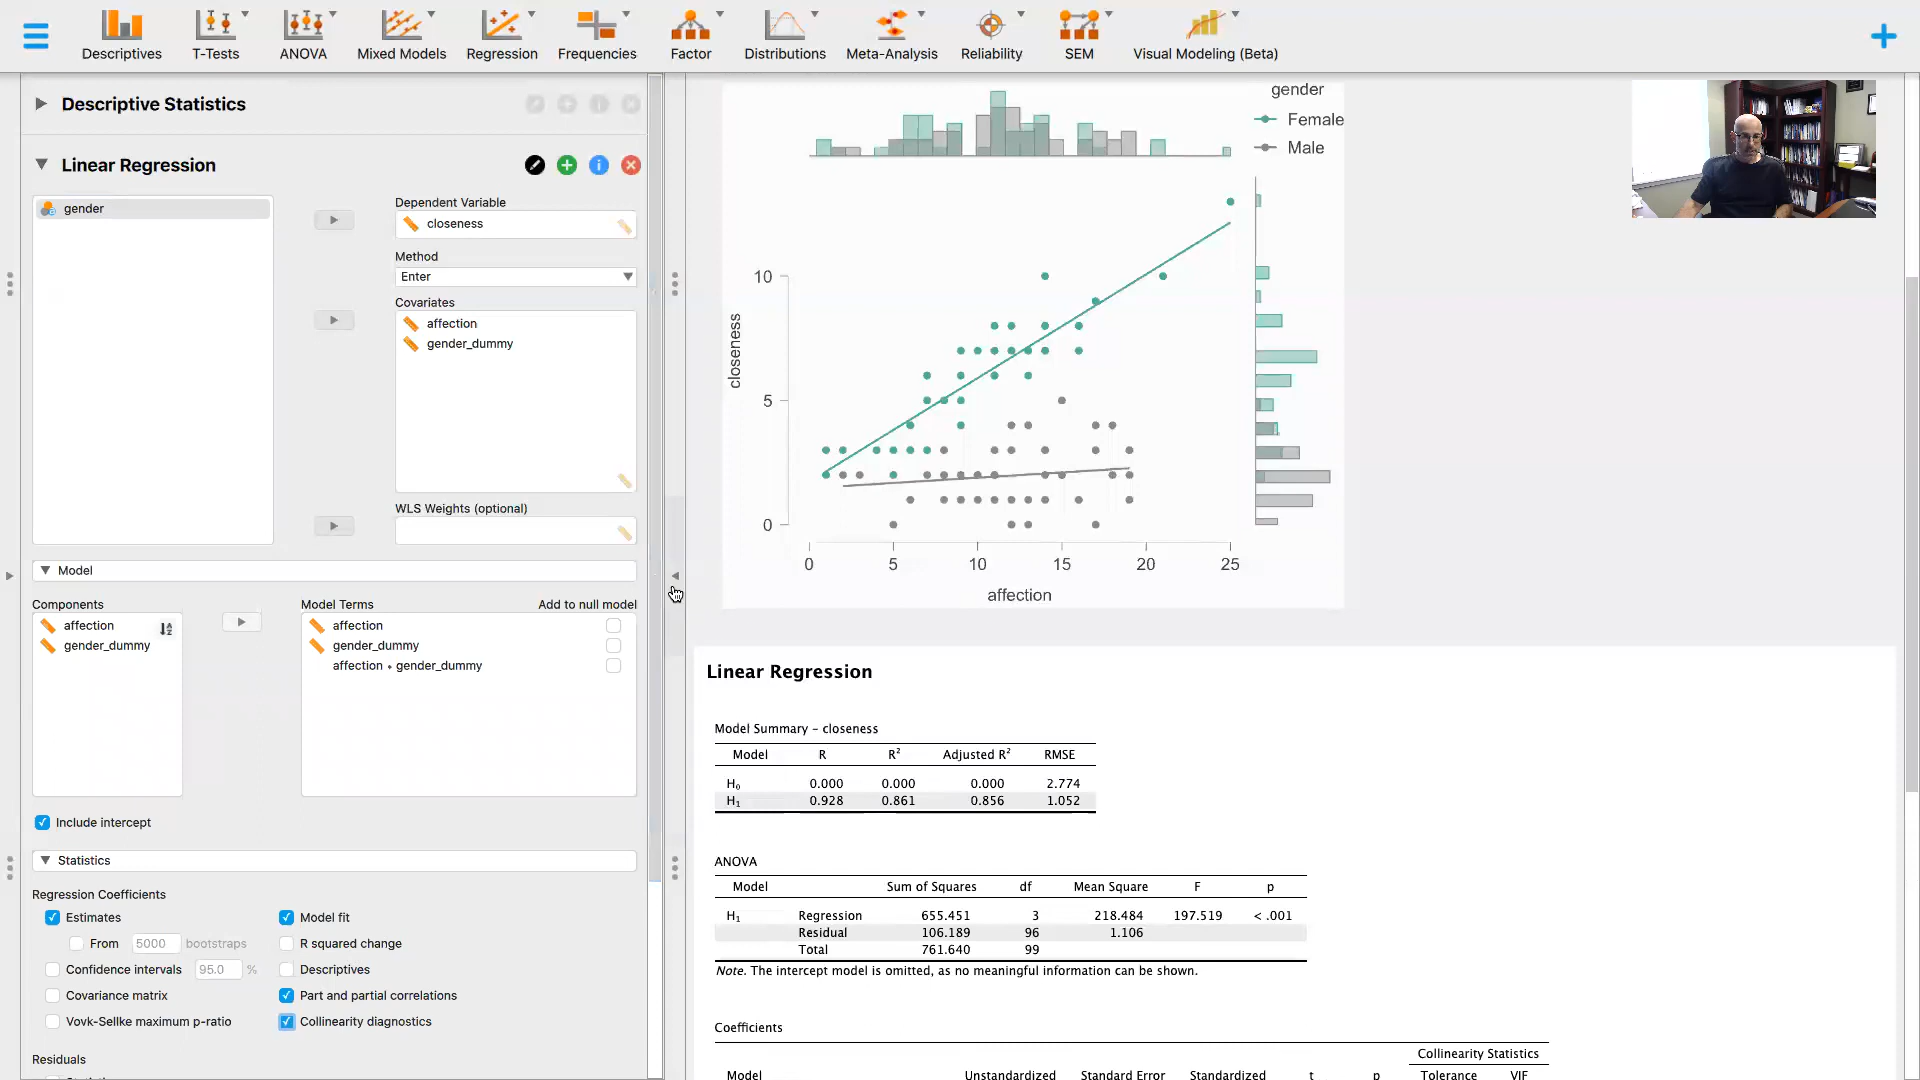 Descriptives T-Tests ANOVA Mixed Models Regression Frequencies Factor Distributions Meta-Analysis Reliability SEM Visual Modeling (Beta)
Descriptive Statistics
Linear Regression
gender
Dependent Variable
closeness
Method
Enter
Covariates
affection
gender_dummy
WLS Weights (optional)
Model
Components
affection
gender_dummy
Model Terms Add to null model
affection
gender_dummy
affection * gender_dummy
Include intercept
Statistics
Regression Coefficients
Estimates
From 5000 bootstraps
Confidence intervals 95.0 %
Covariance matrix
Vovk-Sellke maximum p-ratio
Model fit
R squared change
Descriptives
Part and partial correlations
Collinearity diagnostics
Residuals
gender
Female
Male
closeness
10
5
0
0 5 10 15 20 25
affection
Linear Regression
Model Summary - closeness
Model R R² Adjusted R² RMSE
H₀ 0.000 0.000 0.000 2.774
H₁ 0.928 0.861 0.856 1.052
ANOVA
Model Sum of Squares df Mean Square F p
H₁ Regression 655.451 3 218.484 197.519 < .001
Residual 106.189 96 1.106
Total 761.640 99
Note. The intercept model is omitted, as no meaningful information can be shown.
Coefficients
Collinearity Statistics
Model Unstandardized Standard Error Standardized t p Tolerance VIF